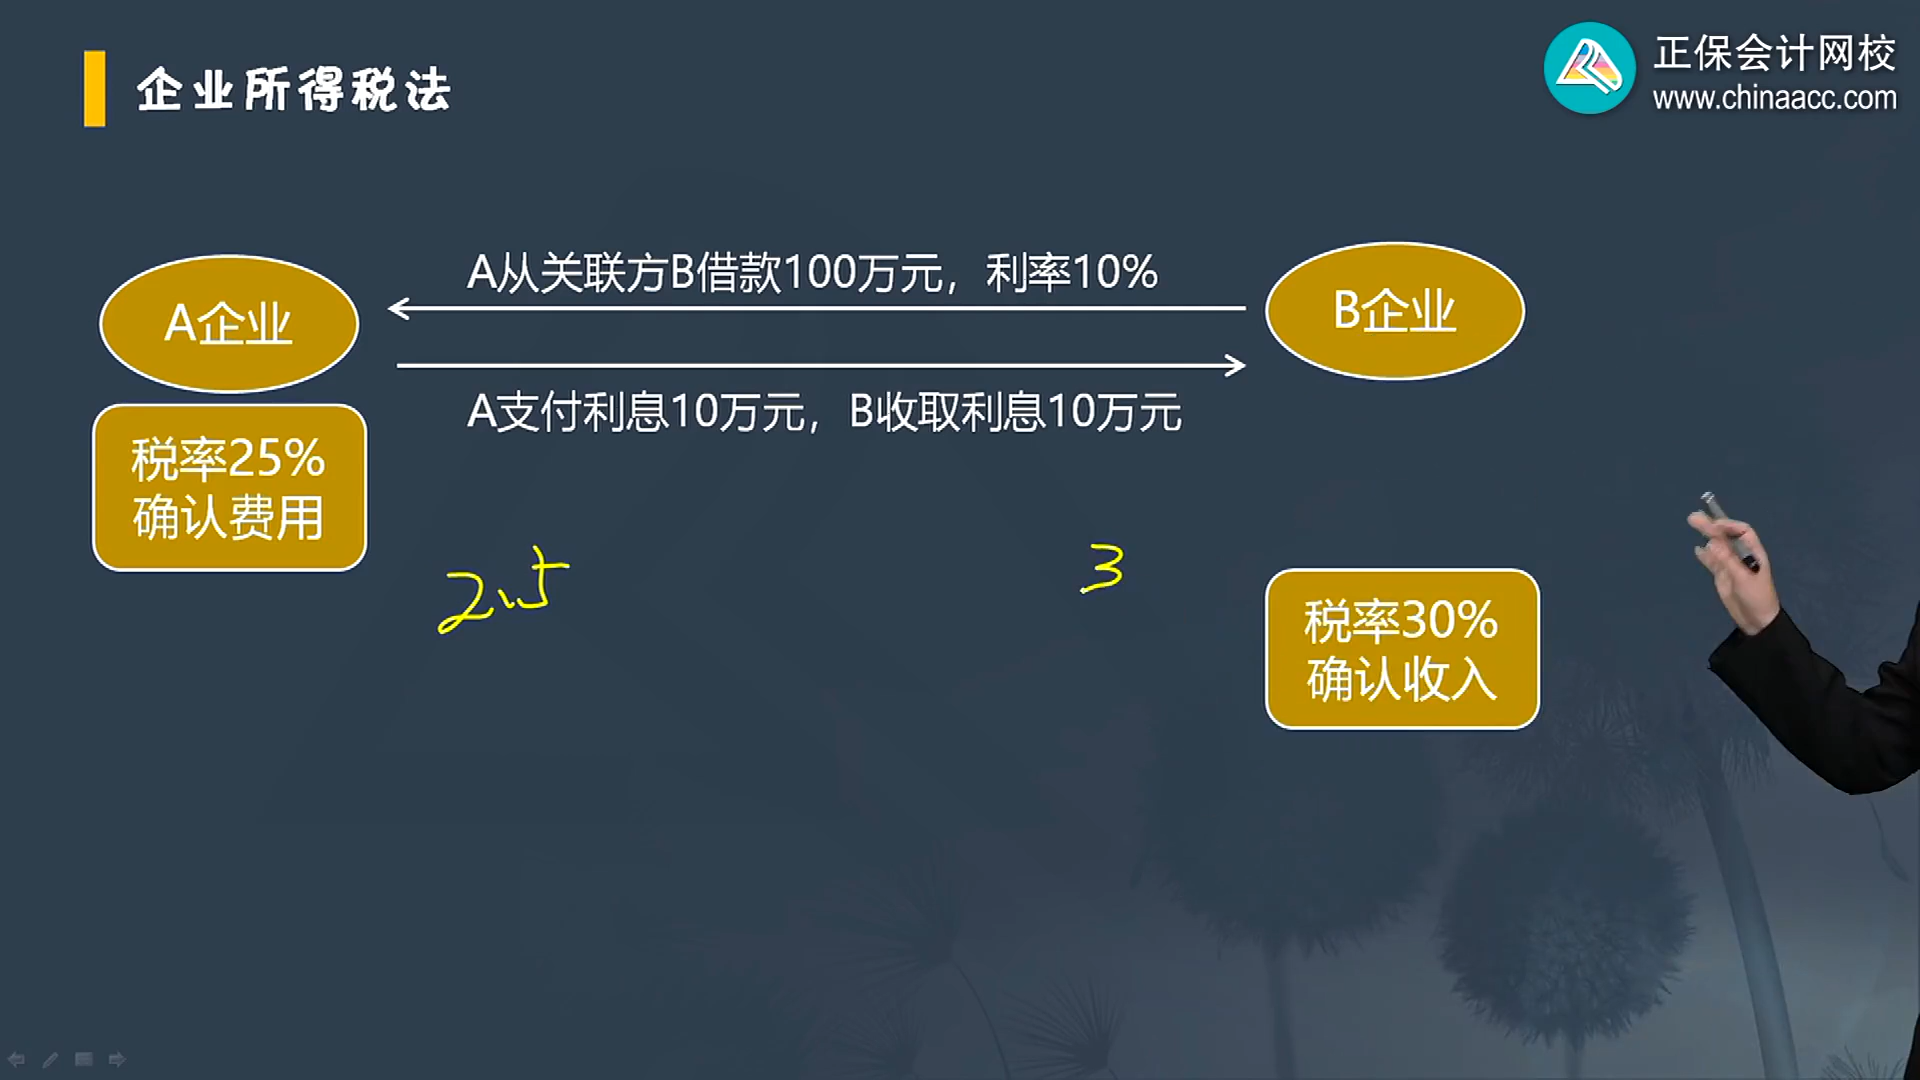 企业所得税法
正保会计网校
www.chinaacc.com
A从关联方B借款100万元，利率10%
A企业
B企业
A支付利息10万元，B收取利息10万元
税率25%
确认费用
2.5
3
税率30%
确认收入